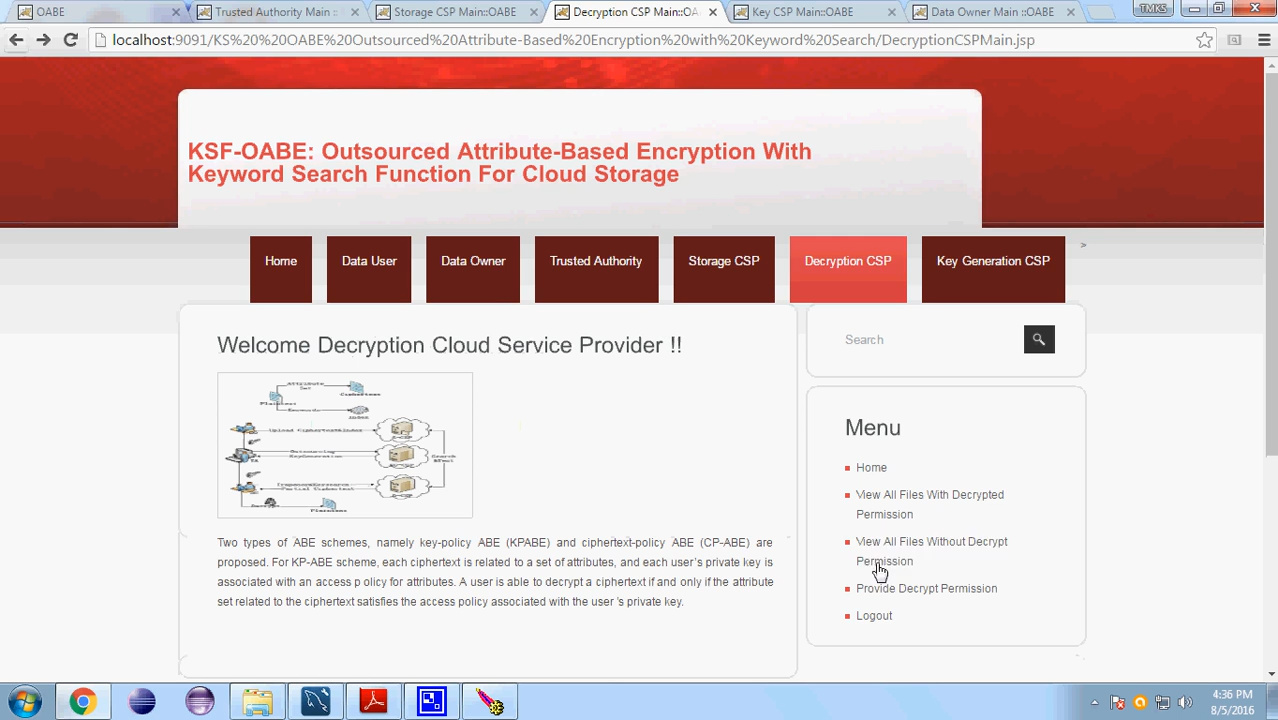 OABE
Trusted Authority Main ::
Storage CSP Main::OABE
Decryption CSP Main::OA
Key CSP Main::OABE
Data Owner Main ::OABE
TMKS
localhost:9091/KS%20%20OABE%20Outsourced%20Attribute-Based%20Encryption%20with%20Keyword%20Search/DecryptionCSPMain.jsp
KSF-OABE: Outsourced Attribute-Based Encryption With
Keyword Search Function For Cloud Storage
Home
Data User
Data Owner
Trusted Authority
Storage CSP
Decryption CSP
Key Generation CSP
>
Welcome Decryption Cloud Service Provider !!
Two types of ABE schemes, namely key-policy ABE (KPABE) and ciphertext-policy ABE (CP-ABE) are
proposed. For KP-ABE scheme, each ciphertext is related to a set of attributes, and each user's private key is
associated with an access p olicy for attributes. A user is able to decrypt a ciphertext if and only if the attribute
set related to the ciphertext satisfies the access policy associated with the user 's private key.
Search
Menu
Home
View All Files With Decrypted
Permission
View All Files Without Decrypt
Permission
Provide Decrypt Permission
Logout
4:36 PM
8/5/2016